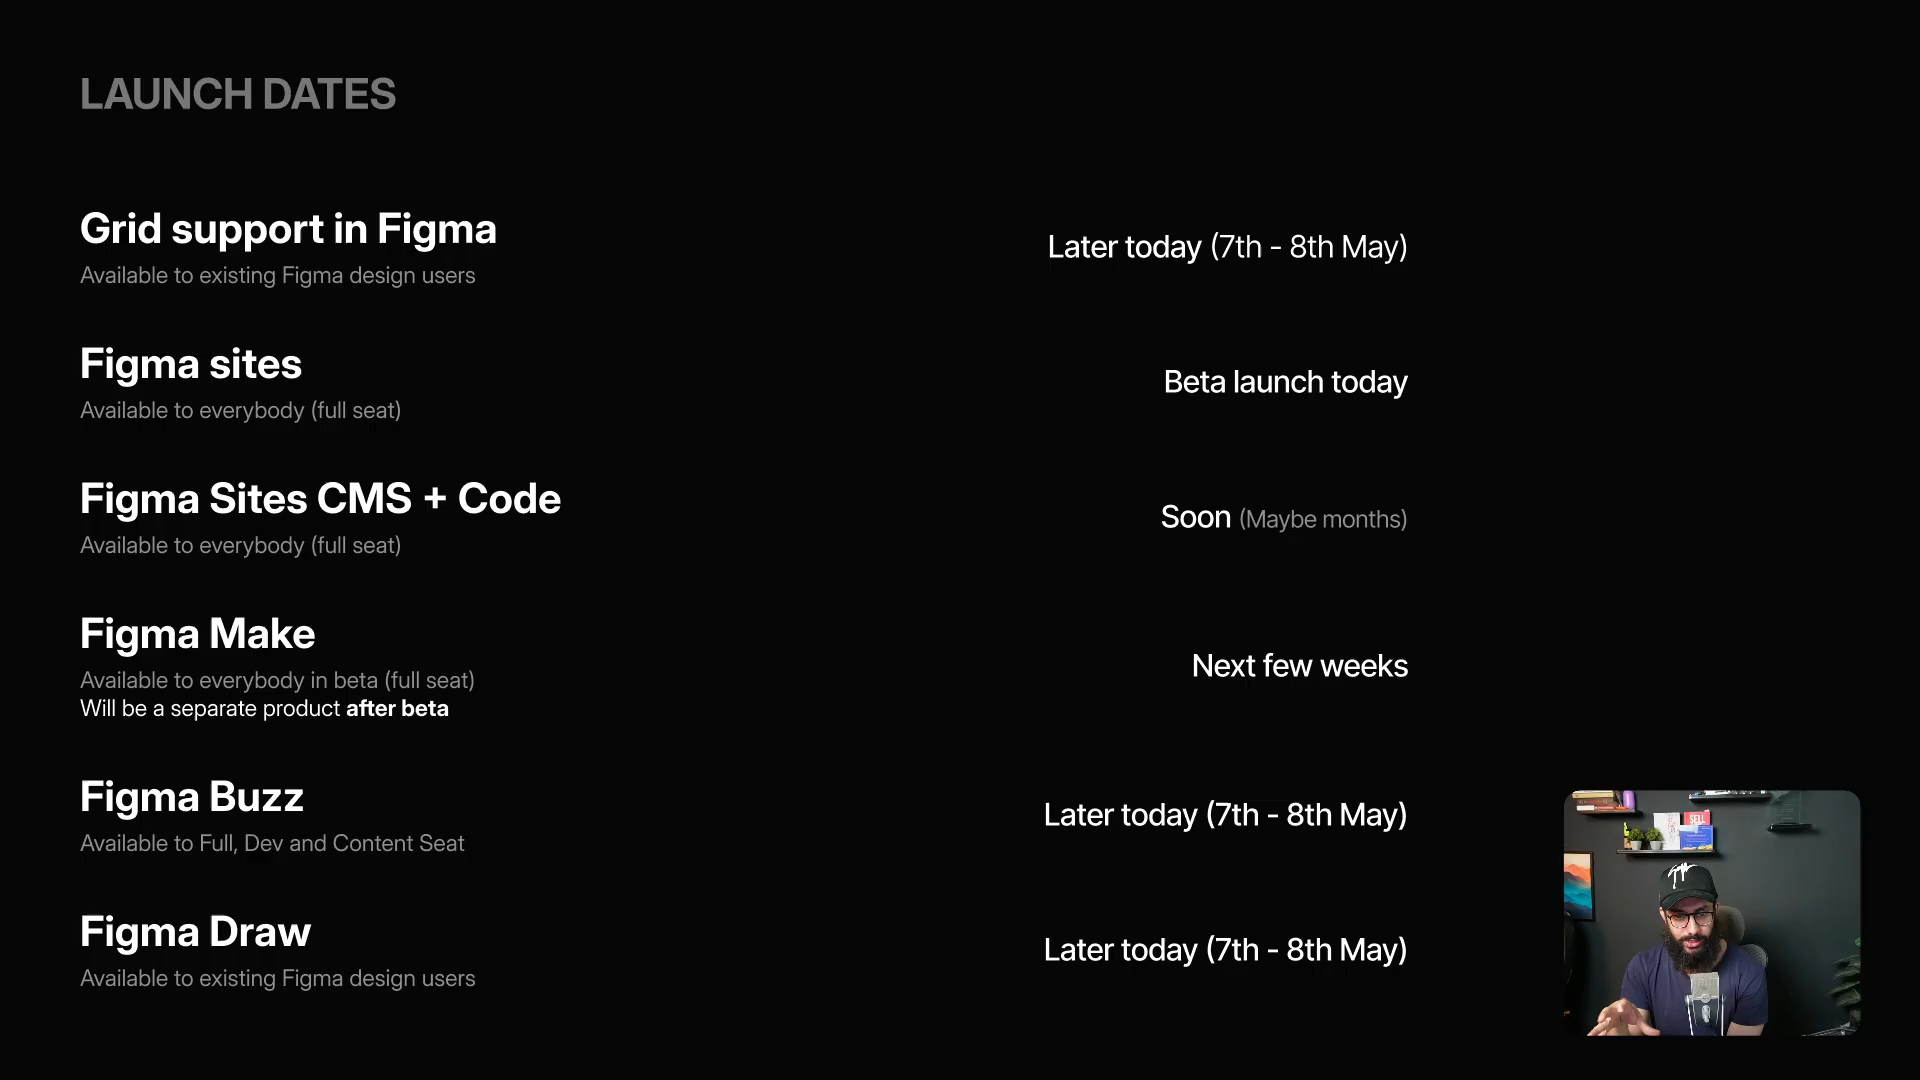 LAUNCH DATES
Grid support in Figma
Available to existing Figma design users
Later today (7th - 8th May)
Figma sites
Available to everybody (full seat)
Beta launch today
Figma Sites CMS + Code
Available to everybody (full seat)
Soon (Maybe months)
Figma Make
Available to everybody in beta (full seat)
Will be a separate product after beta
Next few weeks
Figma Buzz
Available to Full, Dev and Content Seat
Later today (7th - 8th May)
Figma Draw
Available to existing Figma design users
Later today (7th - 8th May)
SELL